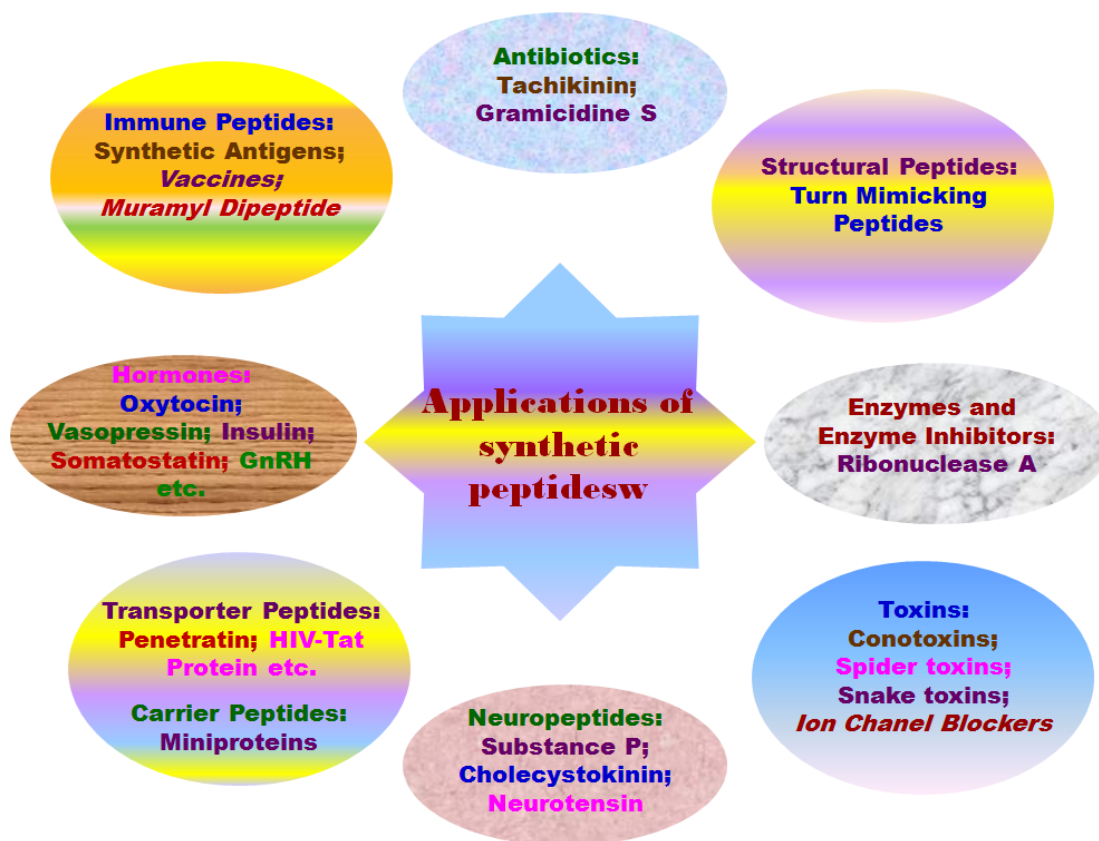 Antibiotics:
Tachikinin;
Gramicidine S
Immune Peptides:
Synthetic Antigens;
Vaccines;
Muramyl Dipeptide
Structural Peptides:
Turn Mimicking
Peptides
Hormones:
Oxytocin;
Vasopressin; Insulin;
Somatostatin; GnRH
etc.
Applications of
synthetic
peptidesw
Enzymes and
Enzyme Inhibitors:
Ribonuclease A
Transporter Peptides:
Penetratin; HIV-Tat
Protein etc.
Carrier Peptides:
Miniproteins
Neuropeptides:
Substance P;
Cholecystokinin;
Neurotensin
Toxins:
Conotoxins;
Spider toxins;
Snake toxins;
Ion Chanel Blockers